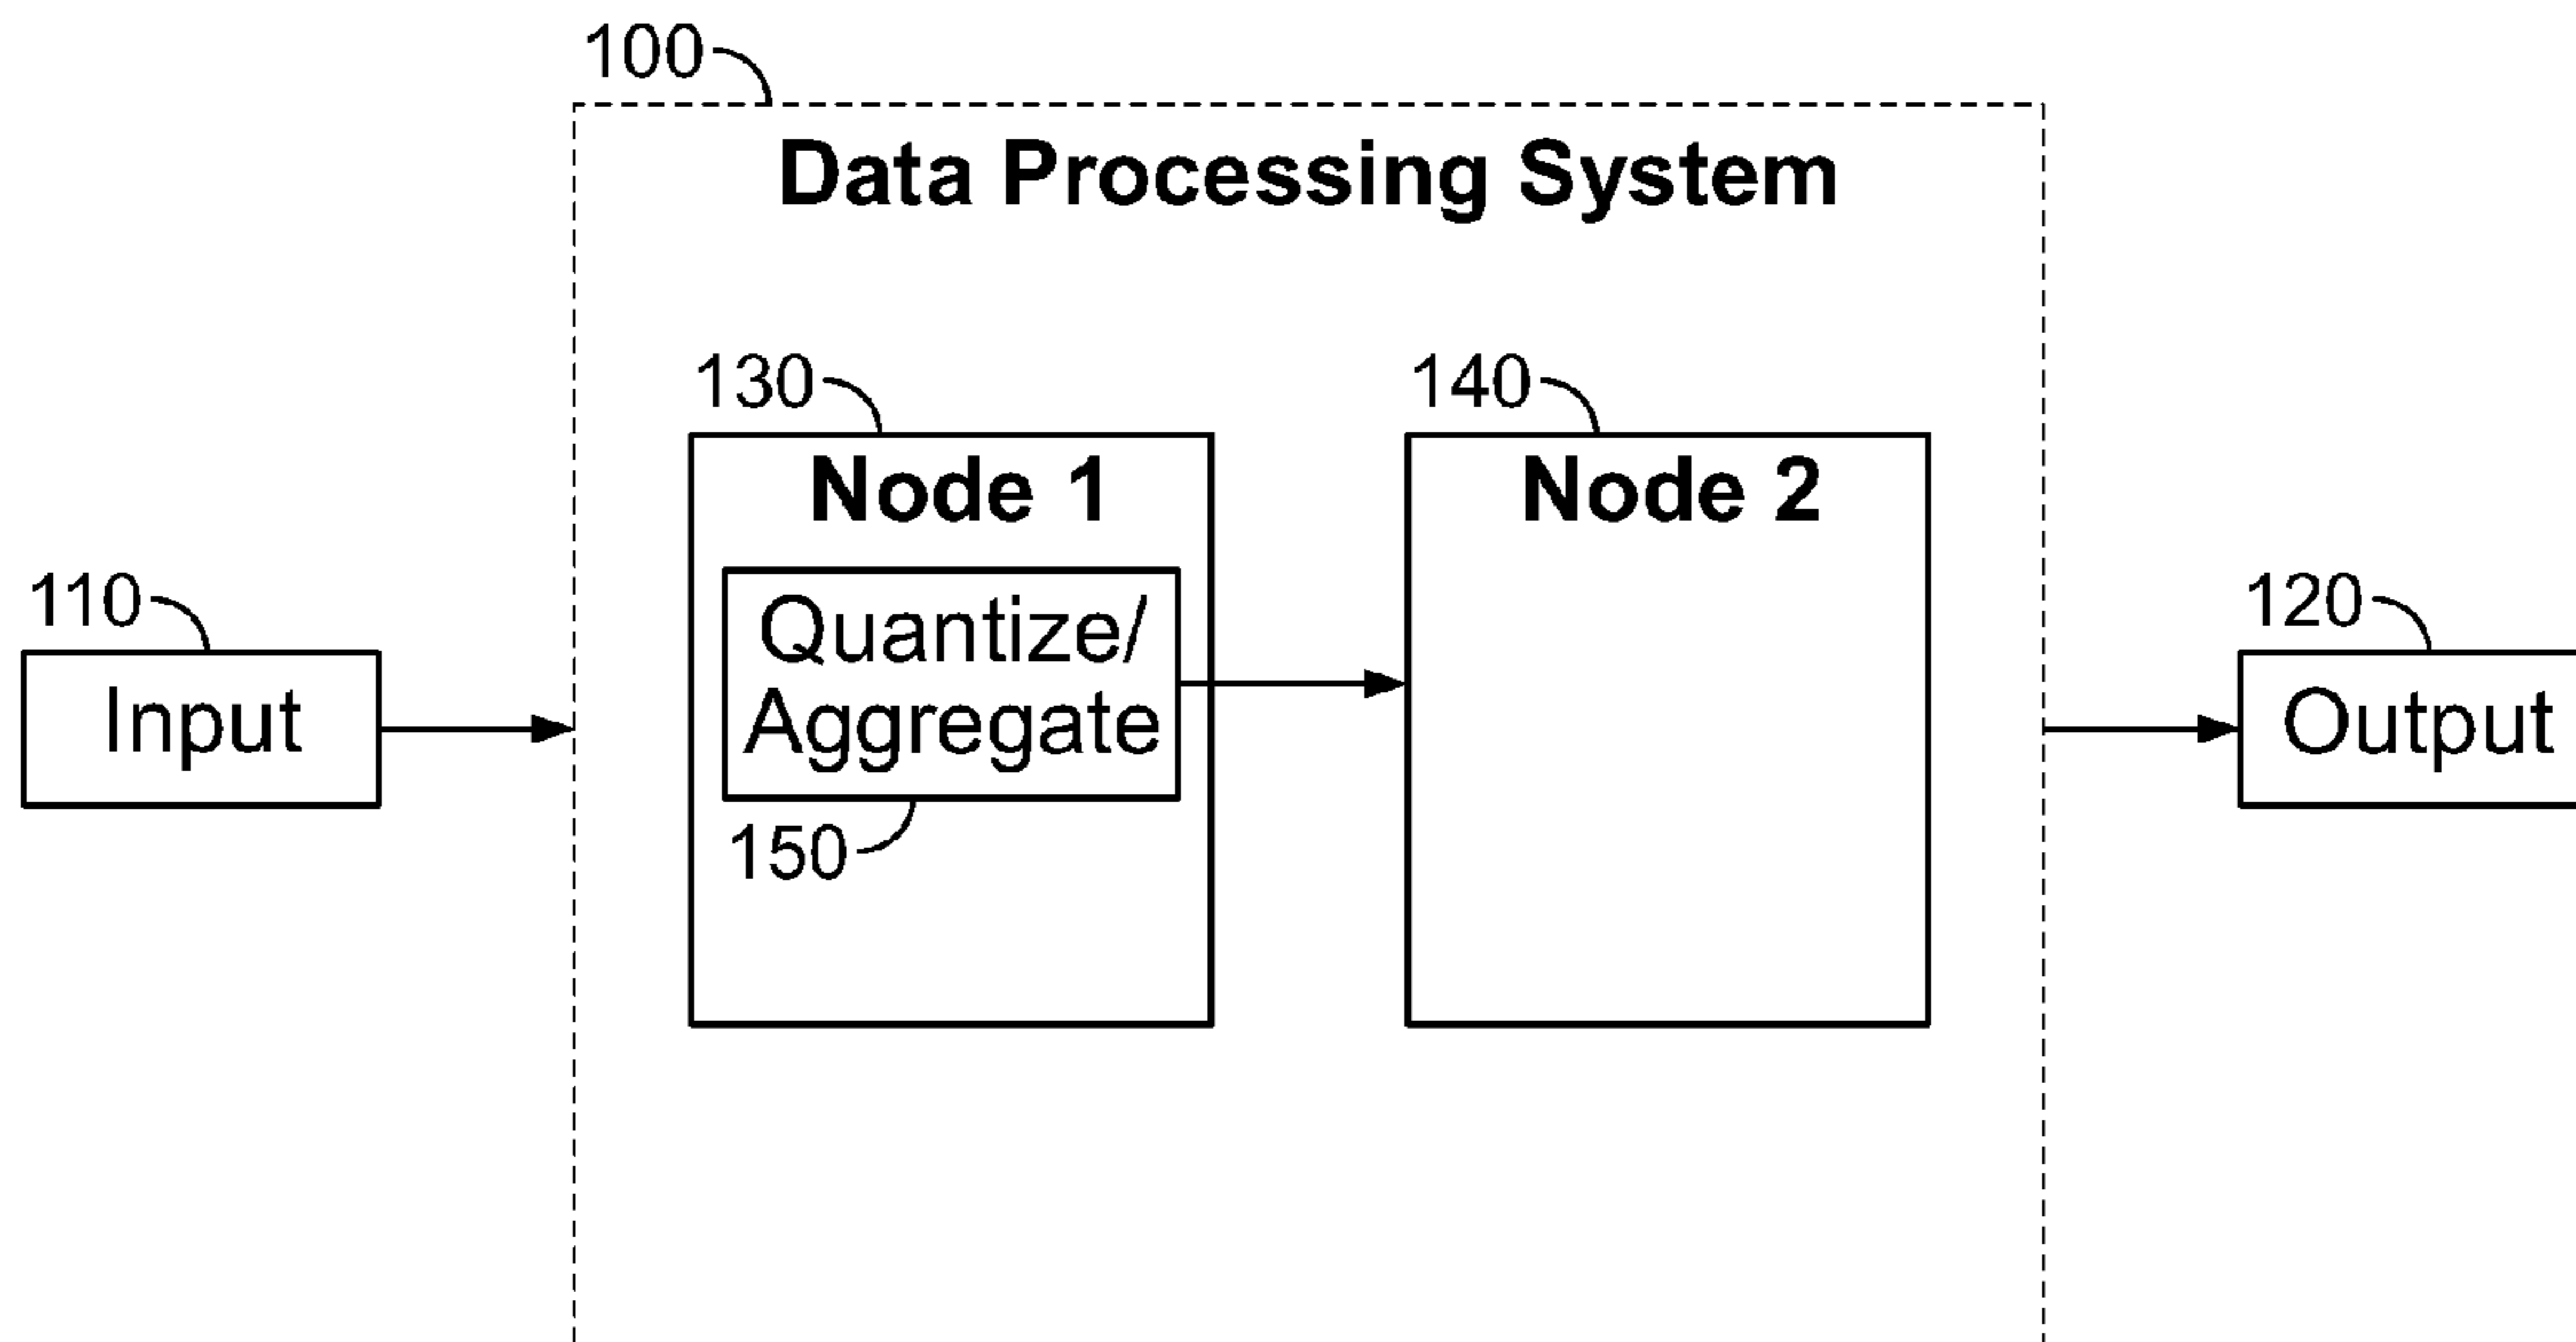 100
Data Processing System
130
140
Node 1
Node 2
110
Quantize/
Aggregate
120
Input
Output
150